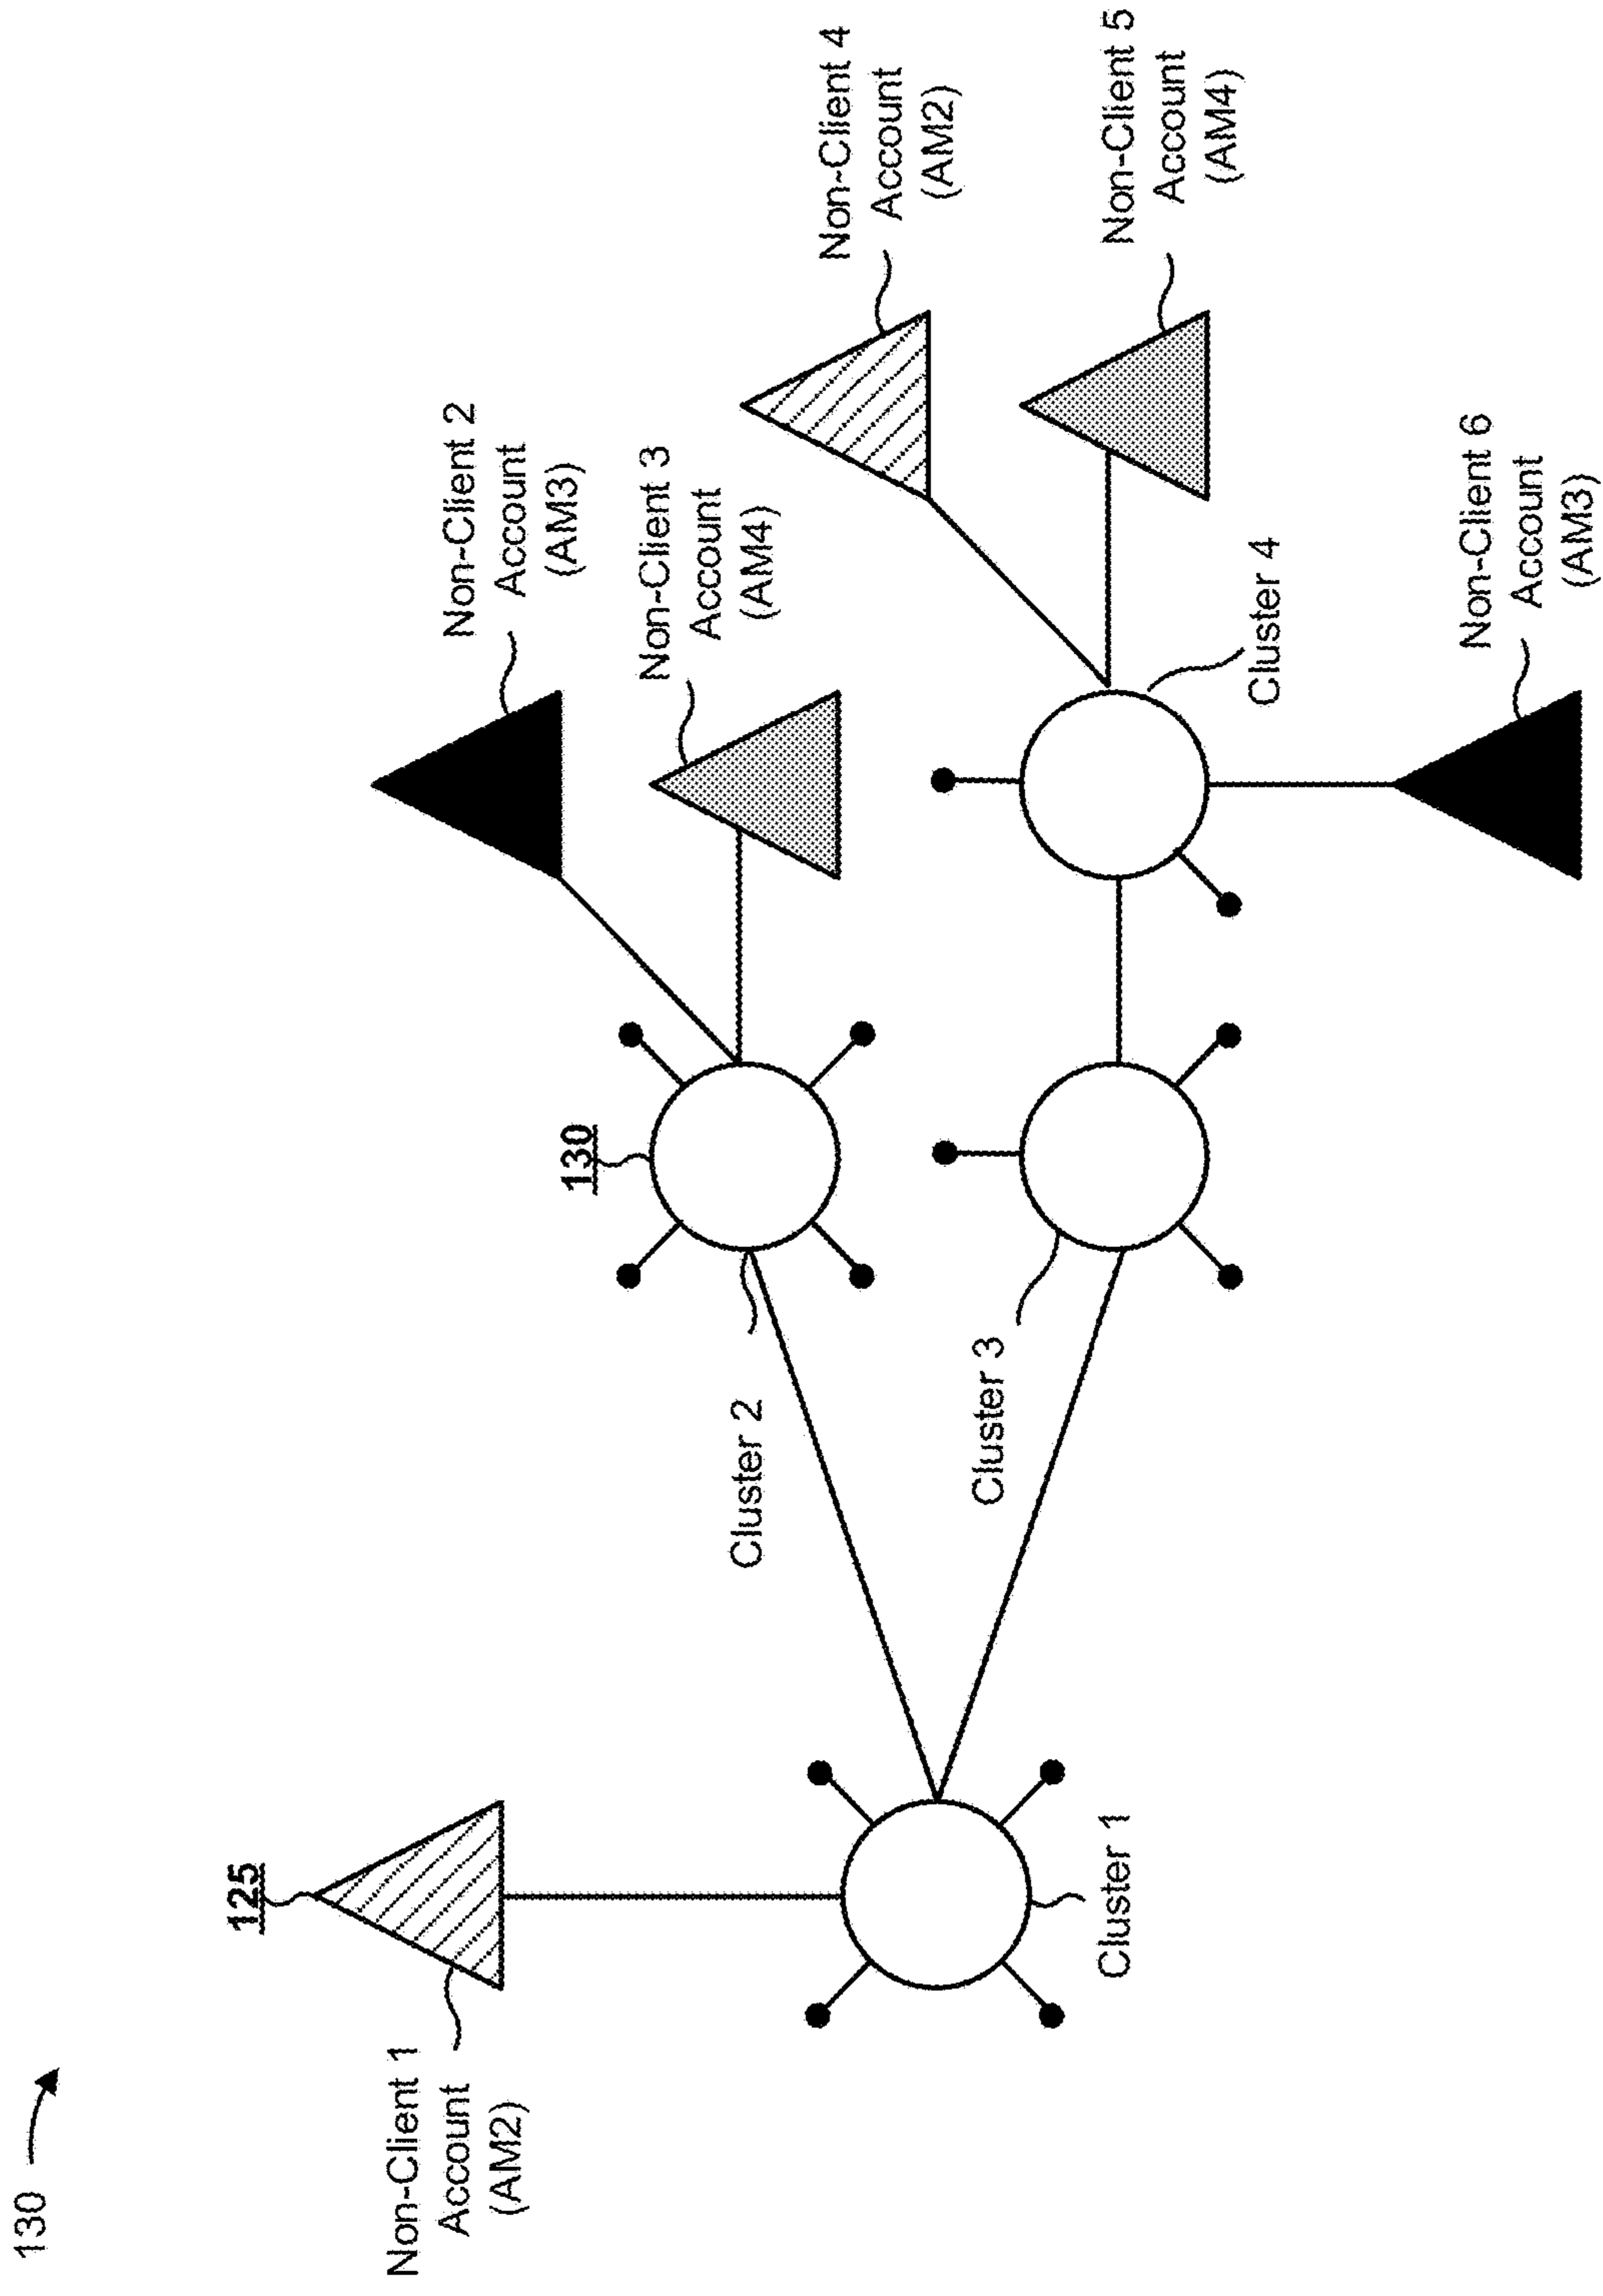 130
125
Non-Client 1
Account
(AM2)
Cluster 1
Cluster 2
130
Cluster 3
Non-Client 2
Account
(AM3)
Non-Client 3
Account
(AM4)
Cluster 4
Non-Client 4
Account
(AM2)
Non-Client 5
Account
(AM4)
Non-Client 6
Account
(AM3)